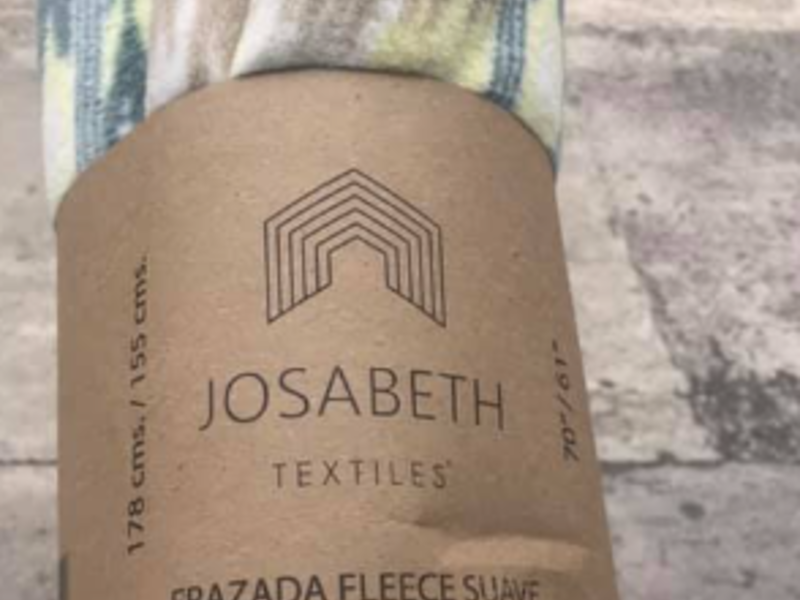 JOSABETH
TEXTILES
178 cms. / 155 cms.
70"/61"
FRAZADA FLEECE SUAVE